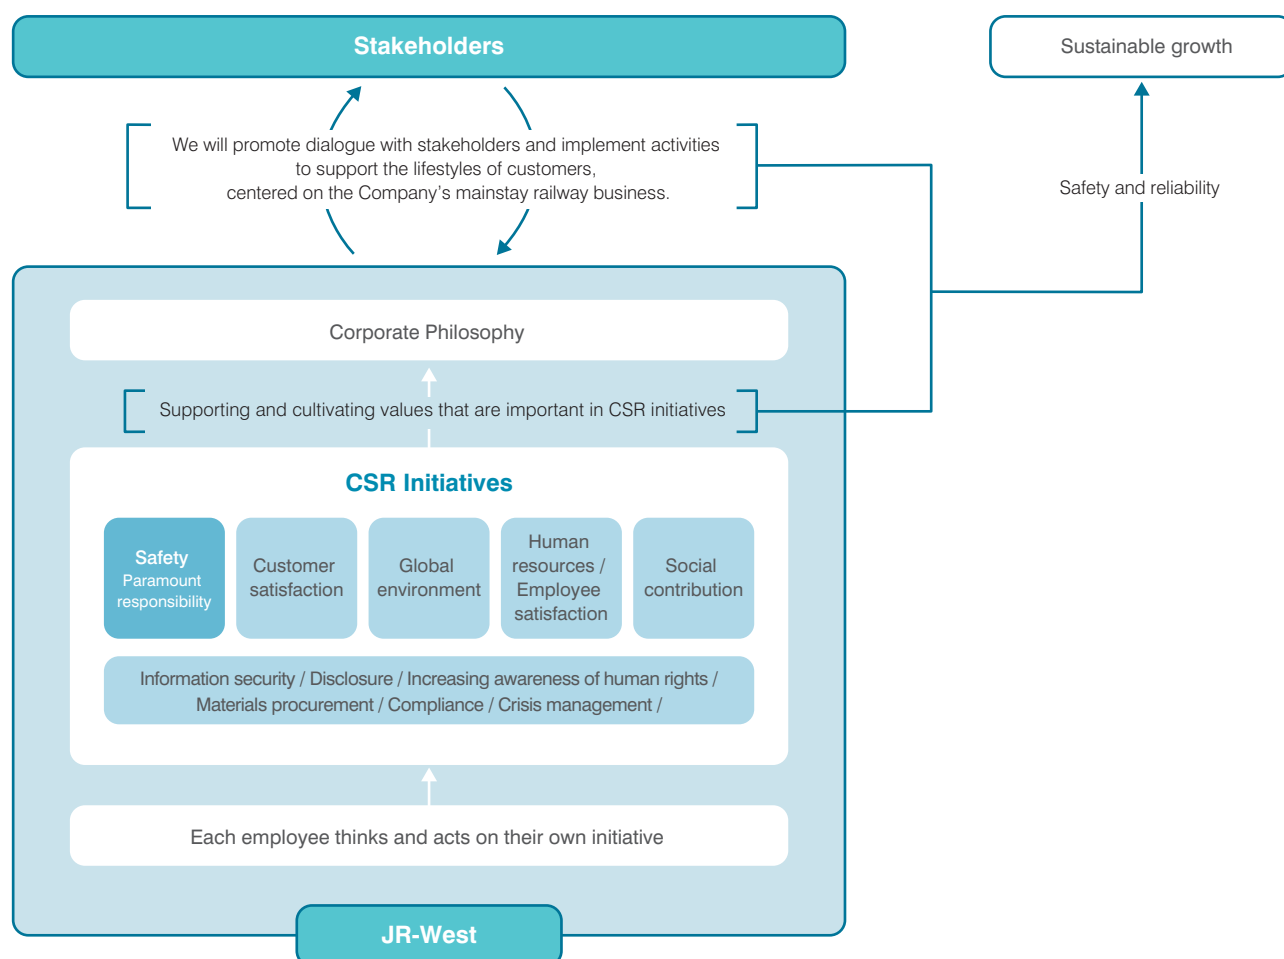 Stakeholders
Sustainable growth
We will promote dialogue with stakeholders and implement activities
to support the lifestyles of customers,
centered on the Company's mainstay railway business.
Safety and reliability
Corporate Philosophy
Supporting and cultivating values that are important in CSR initiatives
CSR Initiatives
Safety
Paramount
responsibility
Customer
satisfaction
Global
environment
Human
resources /
Employee
satisfaction
Social
contribution
Information security / Disclosure / Increasing awareness of human rights /
Materials procurement / Compliance / Crisis management /
Each employee thinks and acts on their own initiative
JR-West